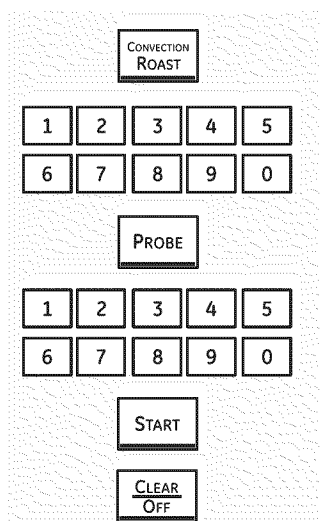 CONVECTION
ROAST
1 2 3 4 5
6 7 8 9 0
PROBE
1 2 3 4 5
6 7 8 9 0
START
CLEAR
OFF